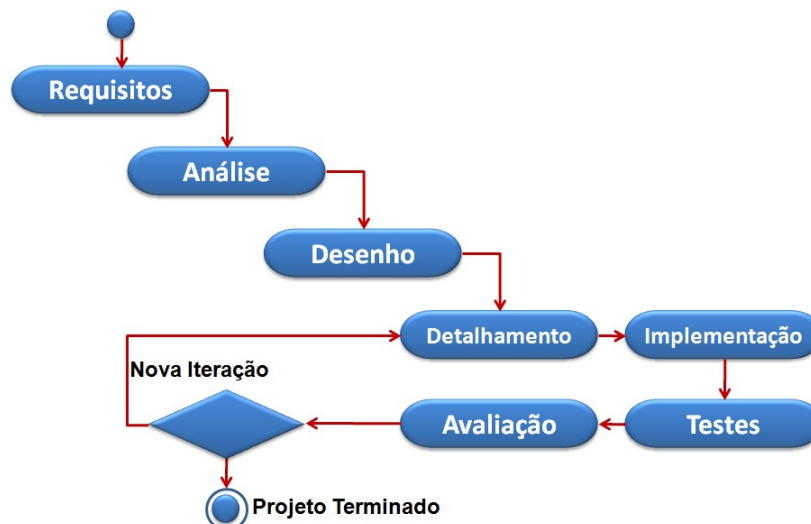 Requisitos
Análise
Desenho
Detalhamento
Implementação
Nova Iteração
Avaliação
Testes
Projeto Terminado